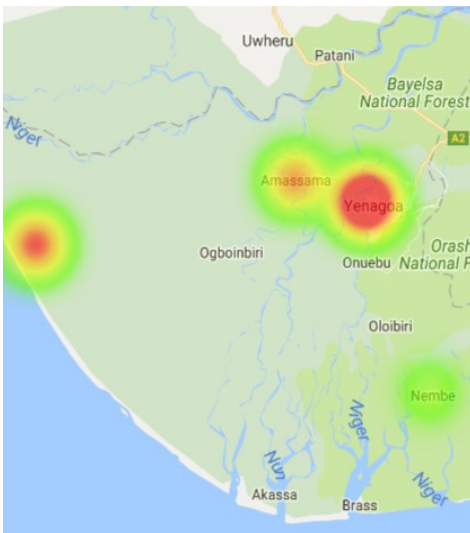 Uwheru
Patani
Bayelsa
National Forest
Niger
A2
Amassama
Yenagoa
Ogboinbiri
Onuebu
Orash
National F
Oloibiri
Nembe
Niger
Nun
Niger
Akassa
Brass